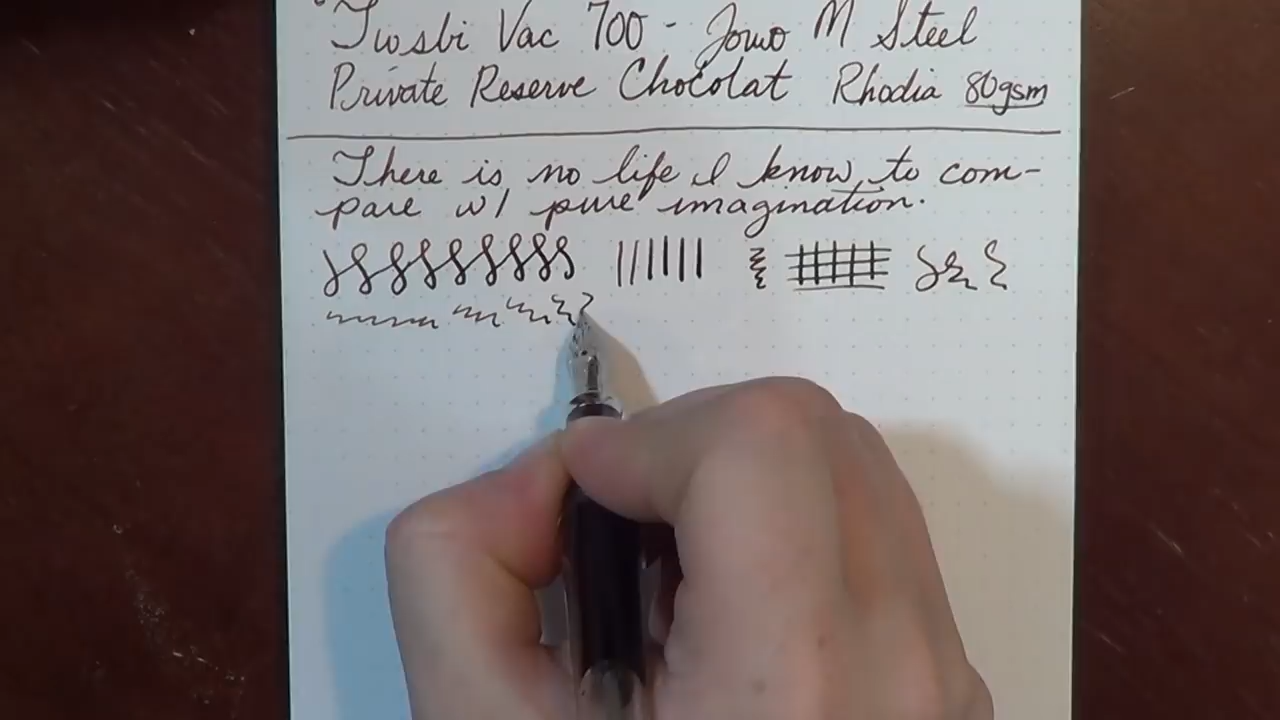 Twsbi Vac 700 - Jowo M Steel
Private Reserve Chocolat Rhodia 80gsm
There is no life I know to com-
pare w/ pure imagination.